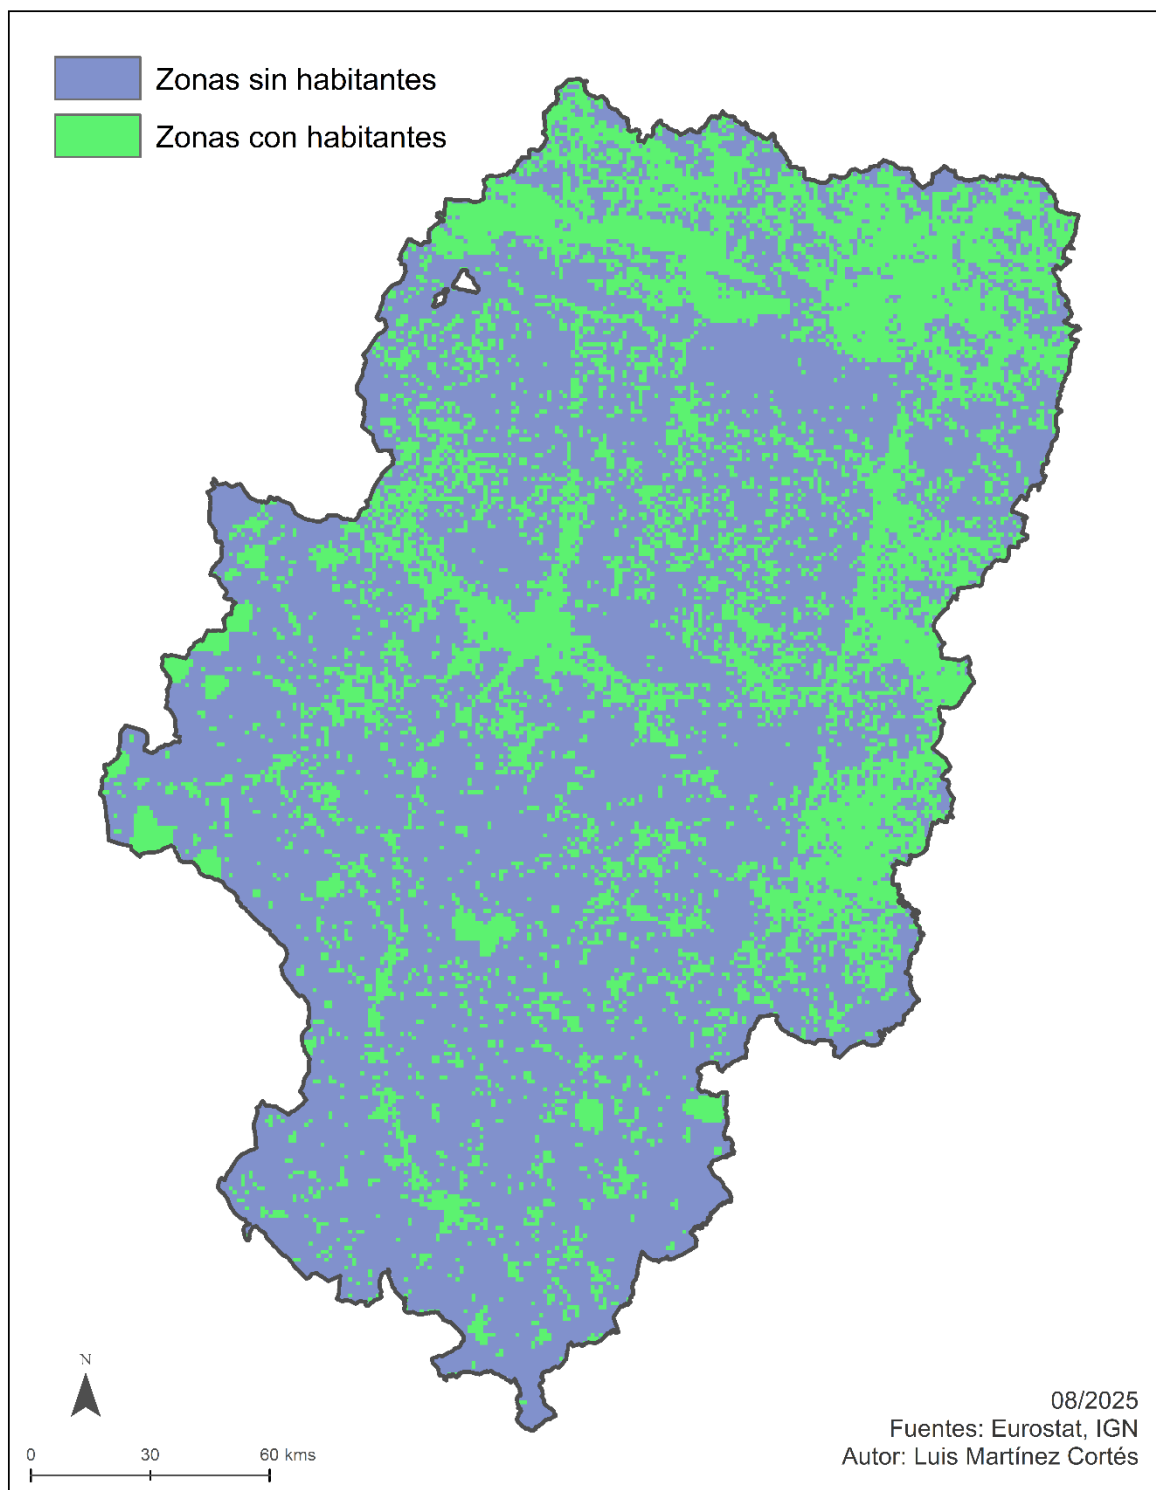 Zonas sin habitantes
Zonas con habitantes
N
0 30 60 kms
08/2025
Fuentes: Eurostat, IGN
Autor: Luis Martínez Cortés